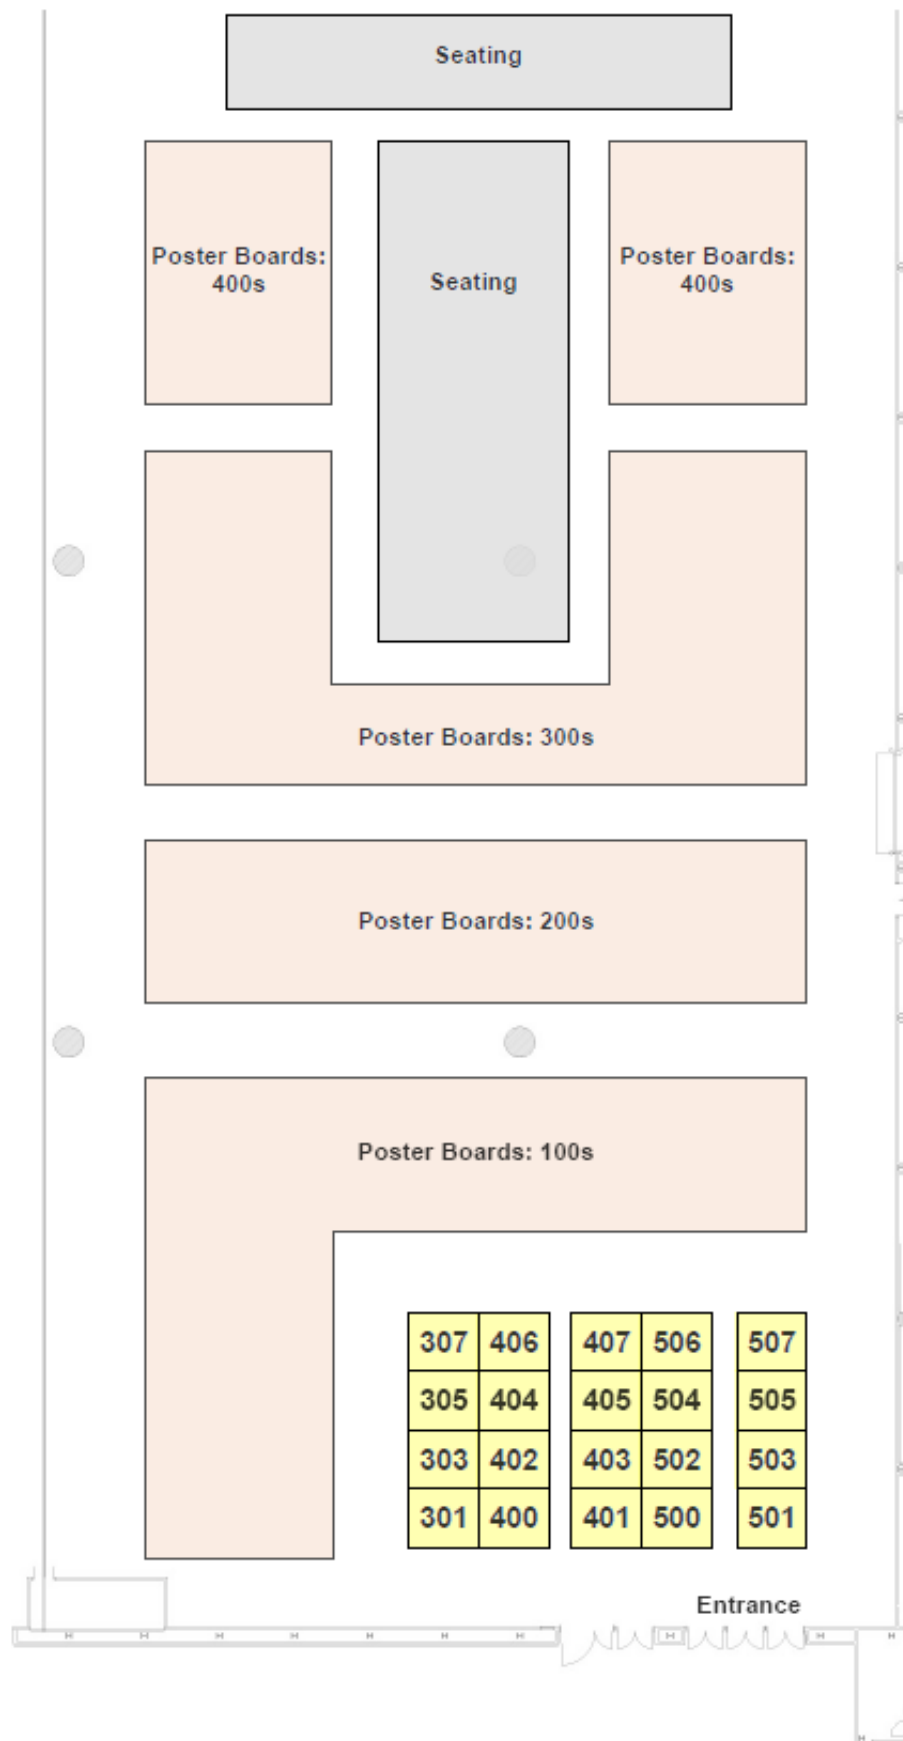 Seating
Poster Boards:
400s
Seating
Poster Boards:
400s
Poster Boards: 300s
Poster Boards: 200s
Poster Boards: 100s
307 406 407 506 507
305 404 405 504 505
303 402 403 502 503
301 400 401 500 501
Entrance